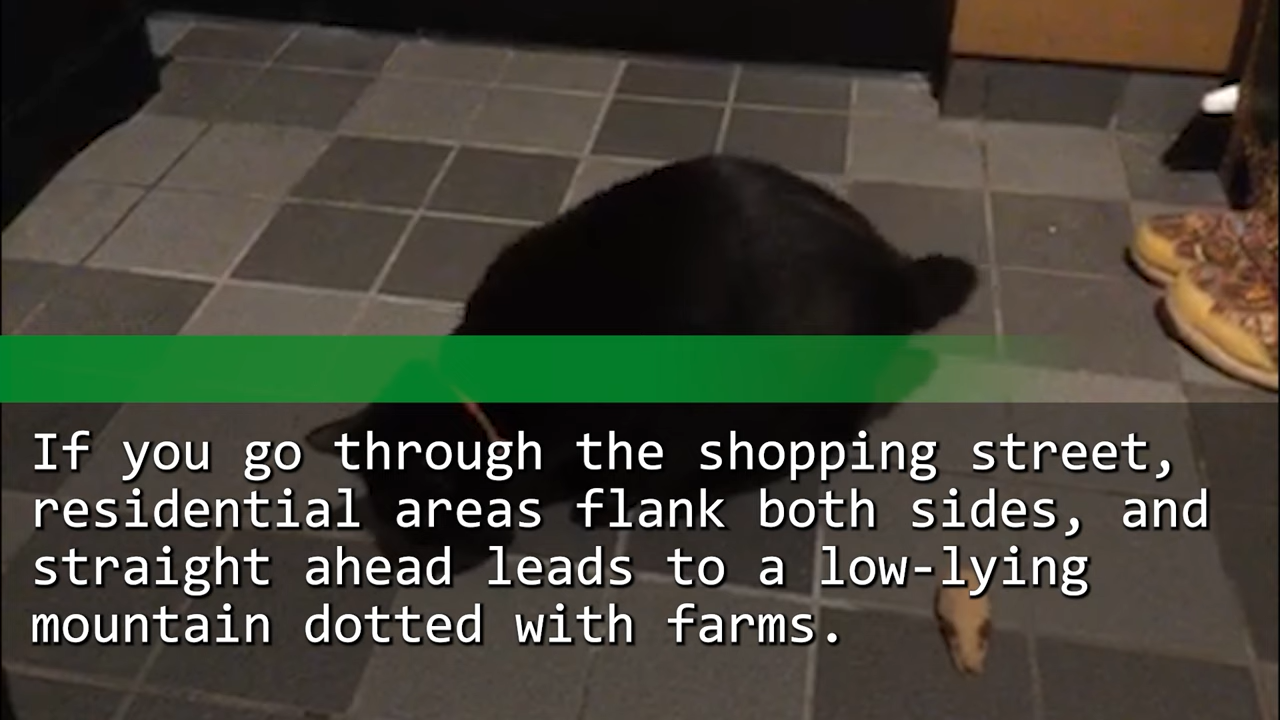 If you go through the shopping street,
residential areas flank both sides, and
straight ahead leads to a low-lying
mountain dotted with farms.